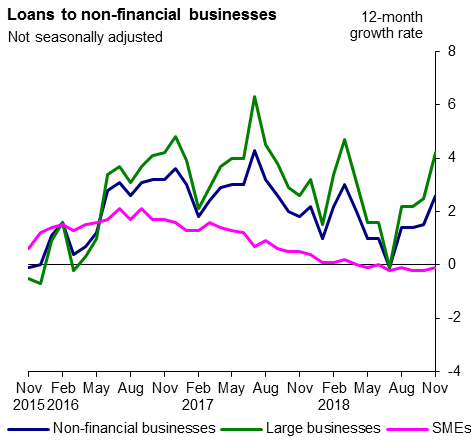 Loans to non-financial businesses
Not seasonally adjusted
12-month
growth rate
8
6
4
2
0
-2
-4
Nov Feb May Aug Nov Feb May Aug Nov Feb May Aug Nov
2015 2016 2017 2018
Non-financial businesses Large businesses SMEs